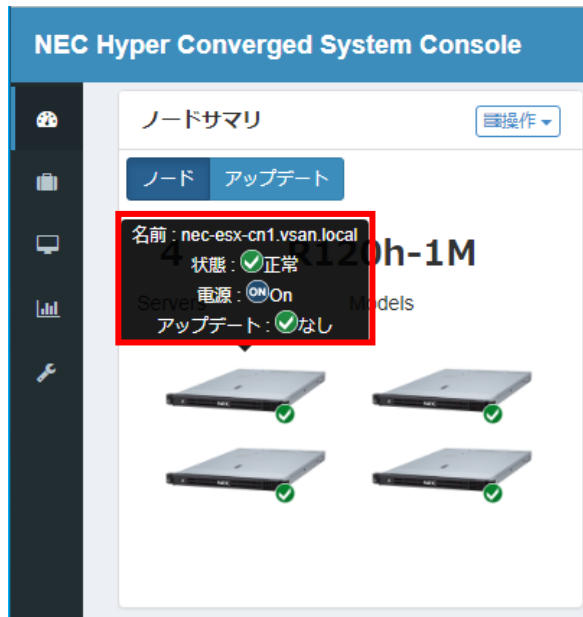 NEC Hyper Converged System Console
ノードサマリ
操作
ノード アップデート
名前 : nec-esx-cn1.vsan.local
状態 : 正常
電源 : ON On
アップデート : なし
4 R120h-1M
Servers Models